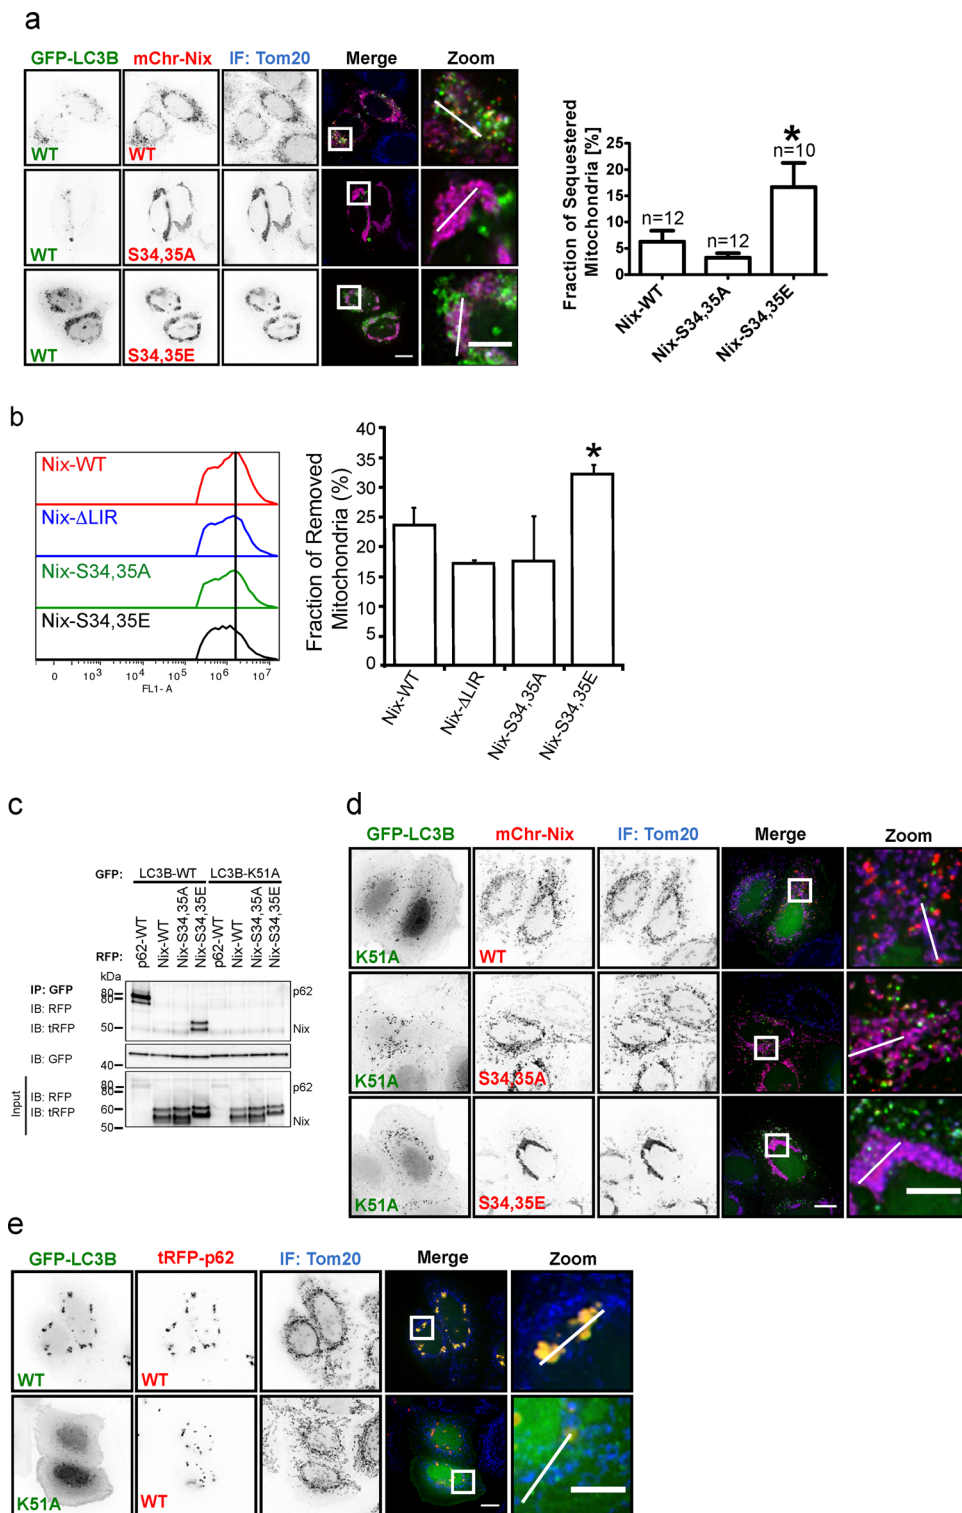 a
GFP-LC3B mChr-Nix IF: Tom20 Merge Zoom
WT WT
WT S34,35A
WT S34,35E
Fraction of Sequestered
Mitochondria [%]
25
20
15
10
5
0
n=12
n=12
*
n=10
Nix-WT
Nix-S34,35A
Nix-S34,35E
b
Nix-WT
Nix-ΔLIR
Nix-S34,35A
Nix-S34,35E
0 10³ 10⁴ 10⁵ 10⁶ 10⁷
FL1- A
Fraction of Removed
Mitochondria (%)
40
35
30
25
20
15
10
5
0
*
Nix-WT
Nix-ΔLIR
Nix-S34,35A
Nix-S34,35E
c
GFP: LC3B-WT LC3B-K51A
RFP: p62-WT Nix-WT Nix-S34,35A Nix-S34,35E p62-WT Nix-WT Nix-S34,35A Nix-S34,35E
kDa
IP: GFP
IB: RFP
IB: tRFP
80
80
50
p62
Nix
IB: GFP
40
Input
IB: RFP
IB: tRFP
80
80
60
50
p62
Nix
d
GFP-LC3B mChr-Nix IF: Tom20 Merge Zoom
K51A WT
K51A S34,35A
K51A S34,35E
e
GFP-LC3B tRFP-p62 IF: Tom20 Merge Zoom
WT WT
K51A WT